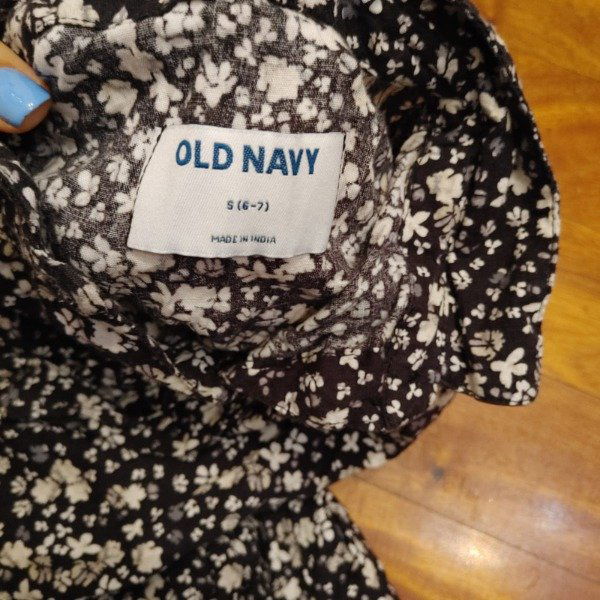 OLD NAVY
S (6-7)
MADE IN INDIA